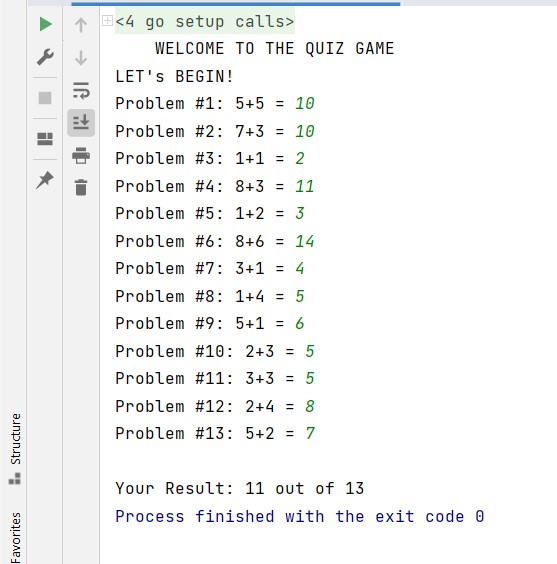 <4 go setup calls>
WELCOME TO THE QUIZ GAME
LET's BEGIN!
Problem #1: 5+5 = 10
Problem #2: 7+3 = 10
Problem #3: 1+1 = 2
Problem #4: 8+3 = 11
Problem #5: 1+2 = 3
Problem #6: 8+6 = 14
Problem #7: 3+1 = 4
Problem #8: 1+4 = 5
Problem #9: 5+1 = 6
Problem #10: 2+3 = 5
Problem #11: 3+3 = 5
Problem #12: 2+4 = 8
Problem #13: 5+2 = 7
Your Result: 11 out of 13
Process finished with the exit code 0
Structure
Favorites